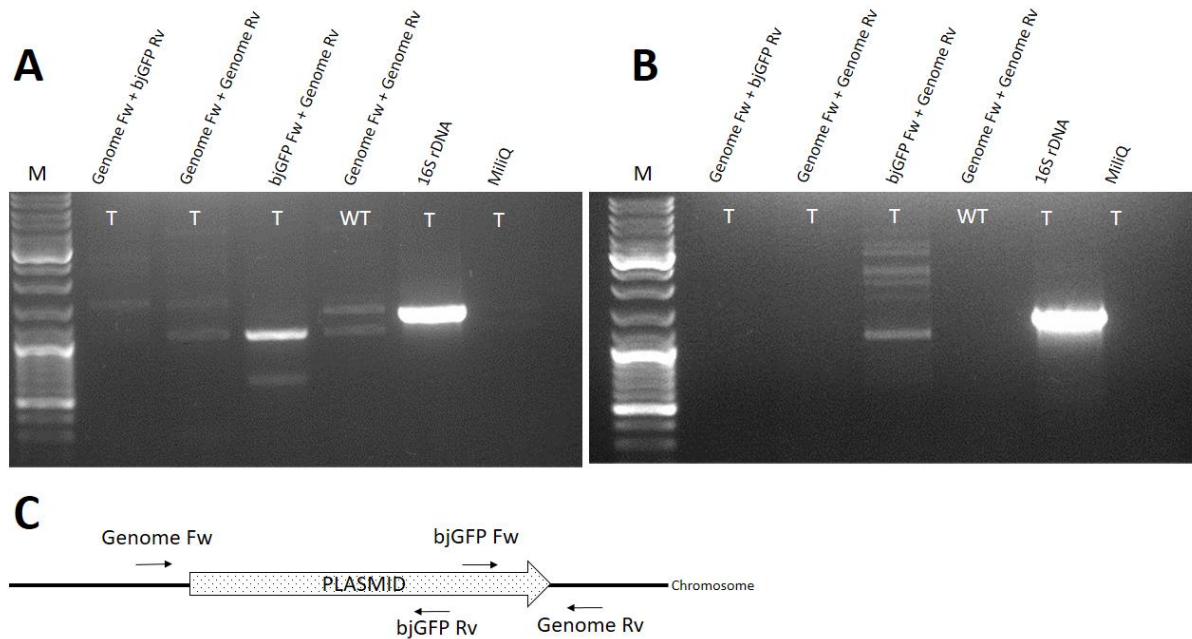 A
M
Genome Fw + bjGFP Rv
Genome Fw + Genome Rv
bjGFP Fw + Genome Rv
Genome Fw + Genome Rv
16S rDNA
MiliQ
T
T
T
WT
T
T
B
M
Genome Fw + bjGFP Rv
Genome Fw + Genome Rv
bjGFP Fw + Genome Rv
Genome Fw + Genome Rv
16S rDNA
MiliQ
T
T
T
WT
T
T
C
Genome Fw
bjGFP Fw
PLASMID
Chromosome
bjGFP Rv
Genome Rv